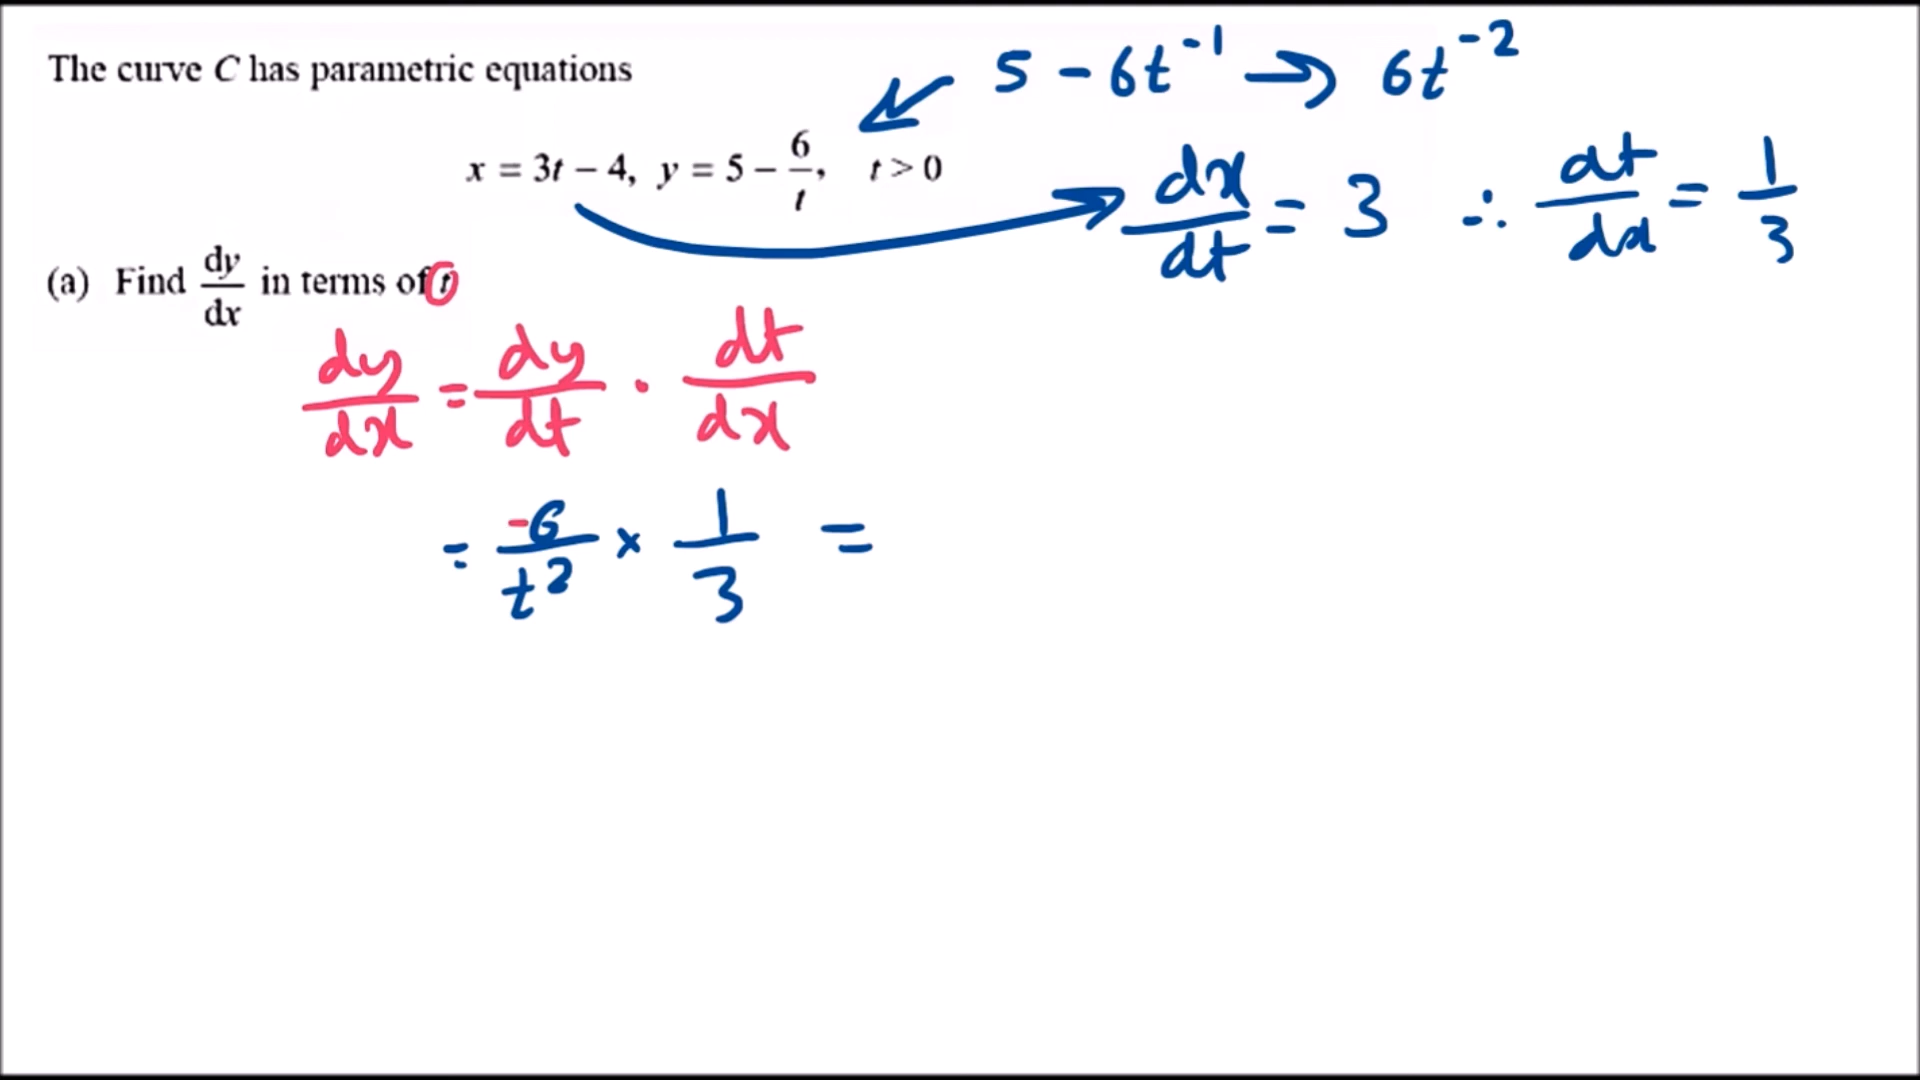 The curve C has parametric equations
5 - 6t⁻¹ → 6t⁻²
x = 3t – 4, y = 5 – 6/t, t > 0
dx/dt = 3 ∴ dt/dx = 1/3
(a) Find dy/dx in terms of t
dy/dx = dy/dt · dt/dx
= -6/t² × 1/3 =